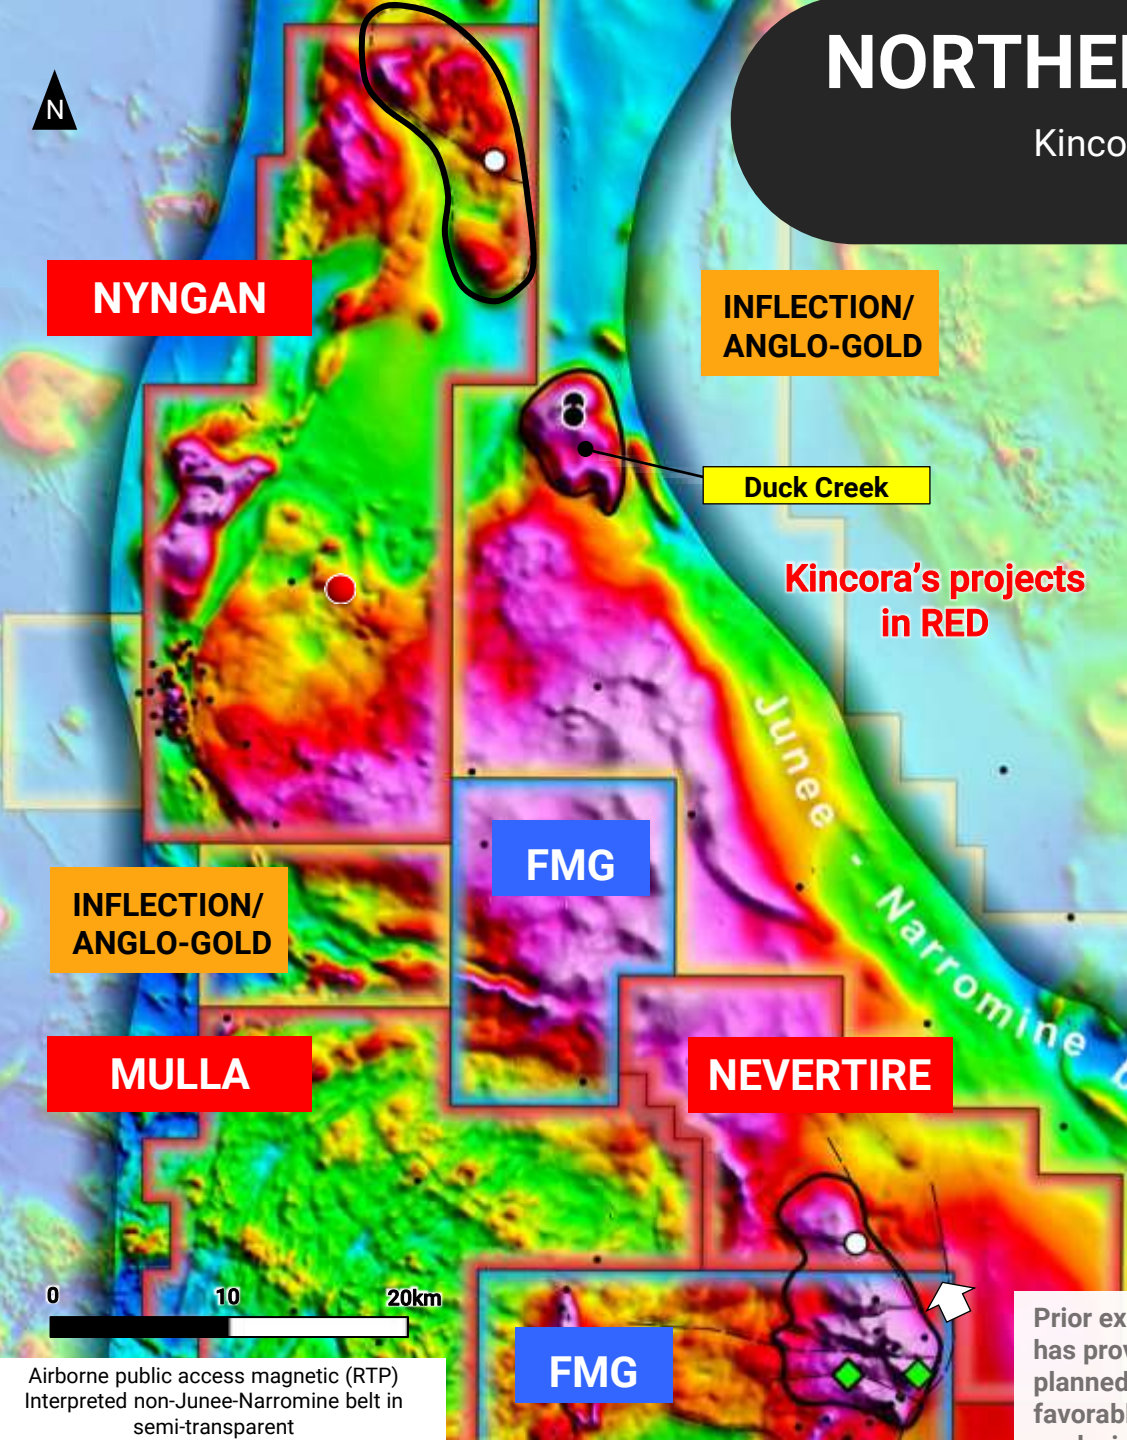 NORTHE
Kinco
N
NYNGAN
INFLECTION/
ANGLO-GOLD
Duck Creek
Kincora’s projects
in RED
Junee - Narromine b
FMG
INFLECTION/
ANGLO-GOLD
MULLA
NEVERTIRE
0 10 20km
FMG
Prior ex
has prov
planned
favorabl
Airborne public access magnetic (RTP)
Interpreted non-Junee-Narromine belt in
semi-transparent